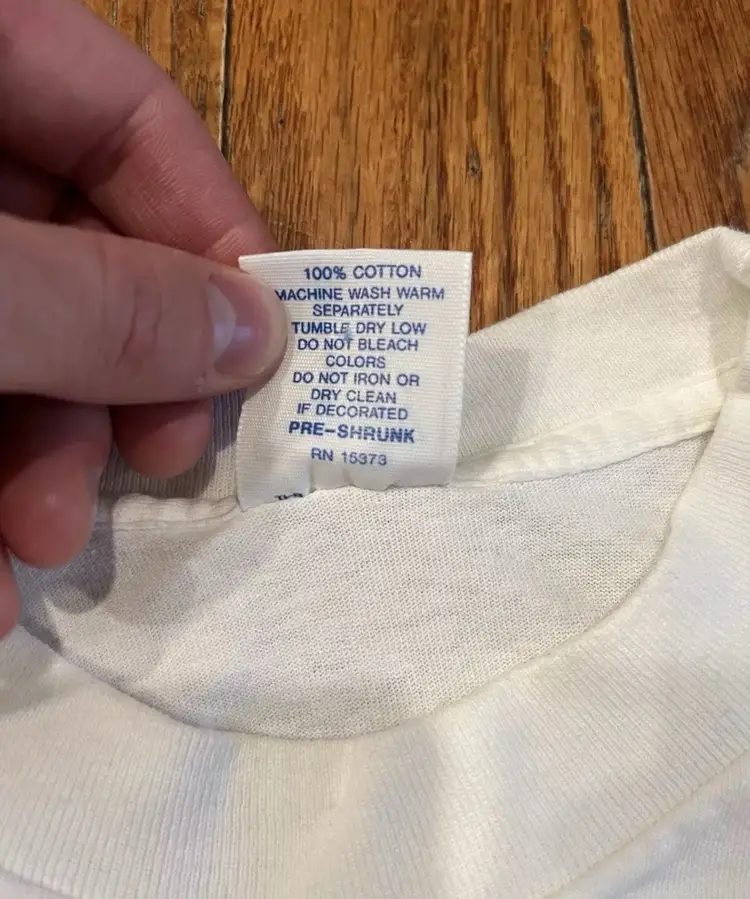 100% COTTON
MACHINE WASH WARM
SEPARATELY
TUMBLE DRY LOW
DO NOT BLEACH
COLORS
DO NOT IRON OR
DRY CLEAN
IF DECORATED
PRE-SHRUNK
RN 15373